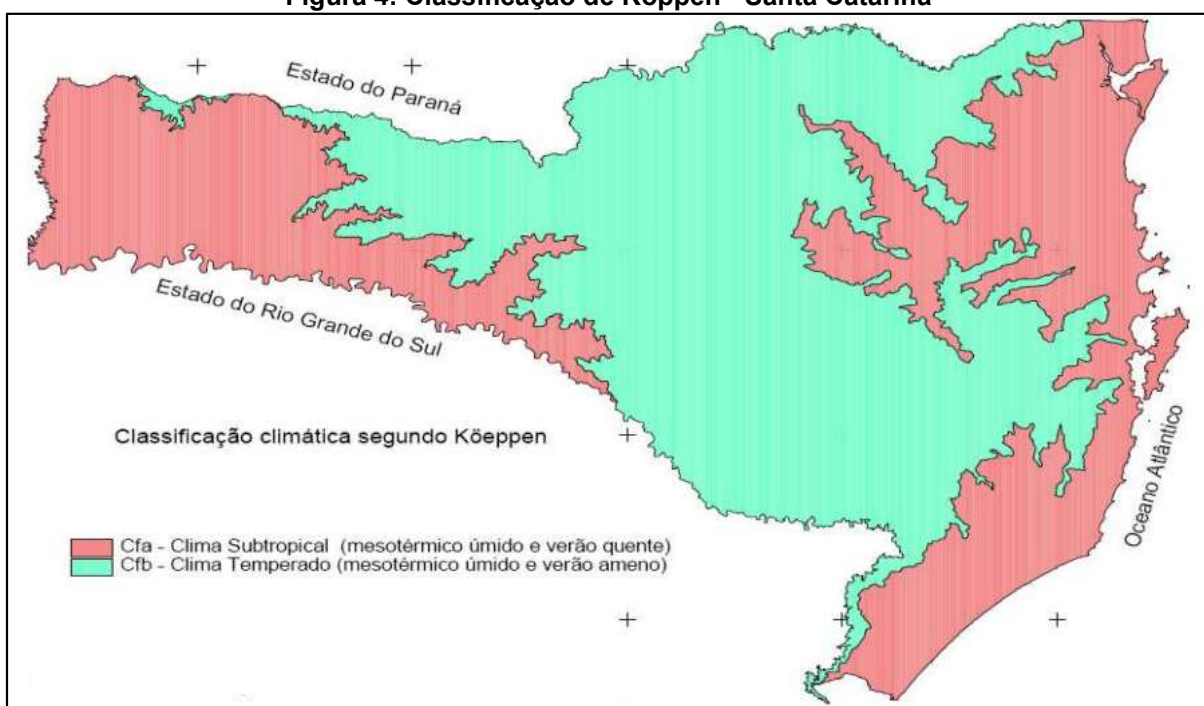 Figura 4: Classificação de Köppen - Santa Catarina
Estado do Paraná
Estado do Rio Grande do Sul
Oceano Atlântico
Classificação climática segundo Köeppen
Cfa - Clima Subtropical (mesotérmico úmido e verão quente)
Cfb - Clima Temperado (mesotérmico úmido e verão ameno)